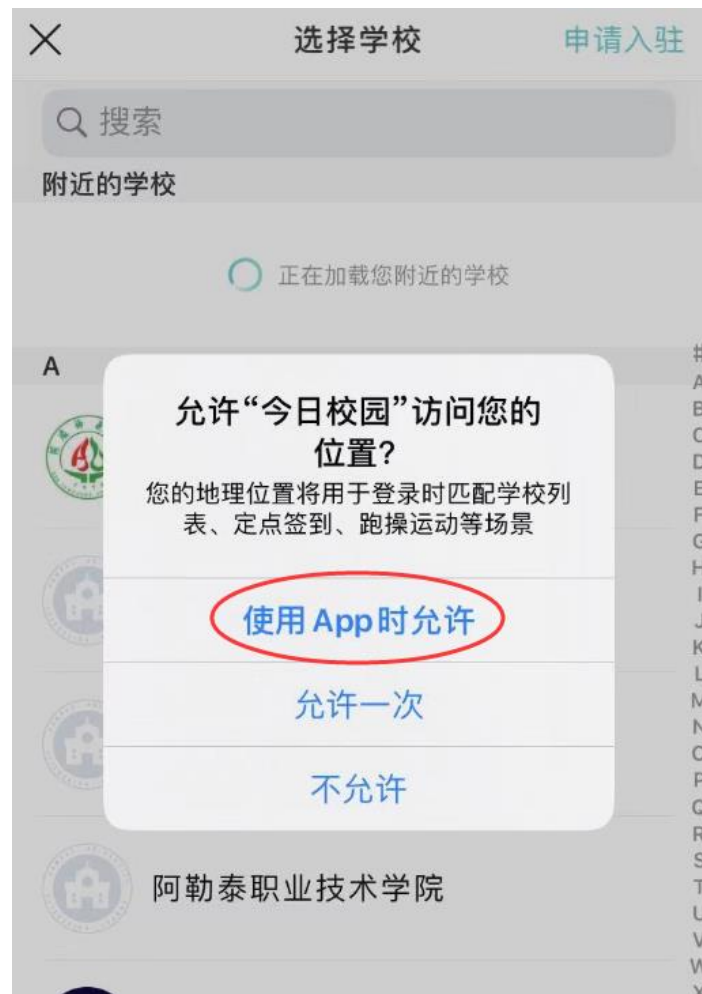 选择学校
申请入驻
搜索
附近的学校
正在加载您附近的学校
A
允许“今日校园”访问您的
位置?
您的地理位置将用于登录时匹配学校列
表、定点签到、跑操运动等场景
使用App时允许
允许一次
不允许
阿勒泰职业技术学院
#
A
B
C
D
E
F
G
H
I
J
K
L
M
N
O
P
Q
R
S
T
U
V
W
X